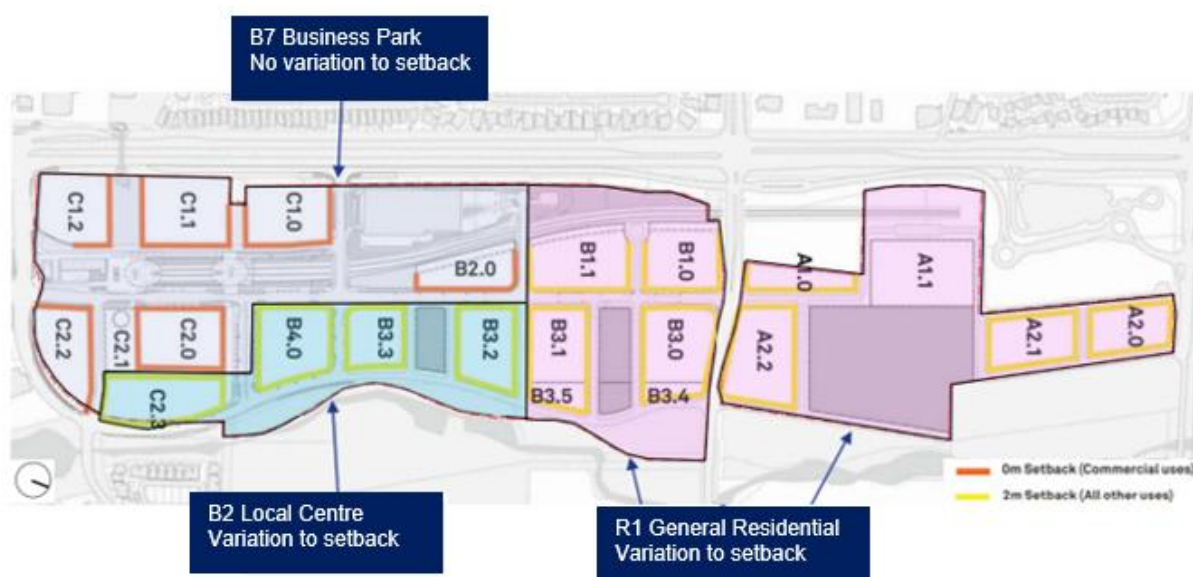 B7 Business Park
No variation to setback
C1.2
C1.1
C1.0
B2.0
B1.1
B1.0
A1.0
A1.1
C2.2
C2.1
C2.0
B4.0
B3.3
B3.2
B3.1
B3.0
A2.2
A2.1
A2.0
C2.3
B3.5
B3.4
0m Setback (Commercial uses)
2m Setback (All other uses)
B2 Local Centre
Variation to setback
R1 General Residential
Variation to setback